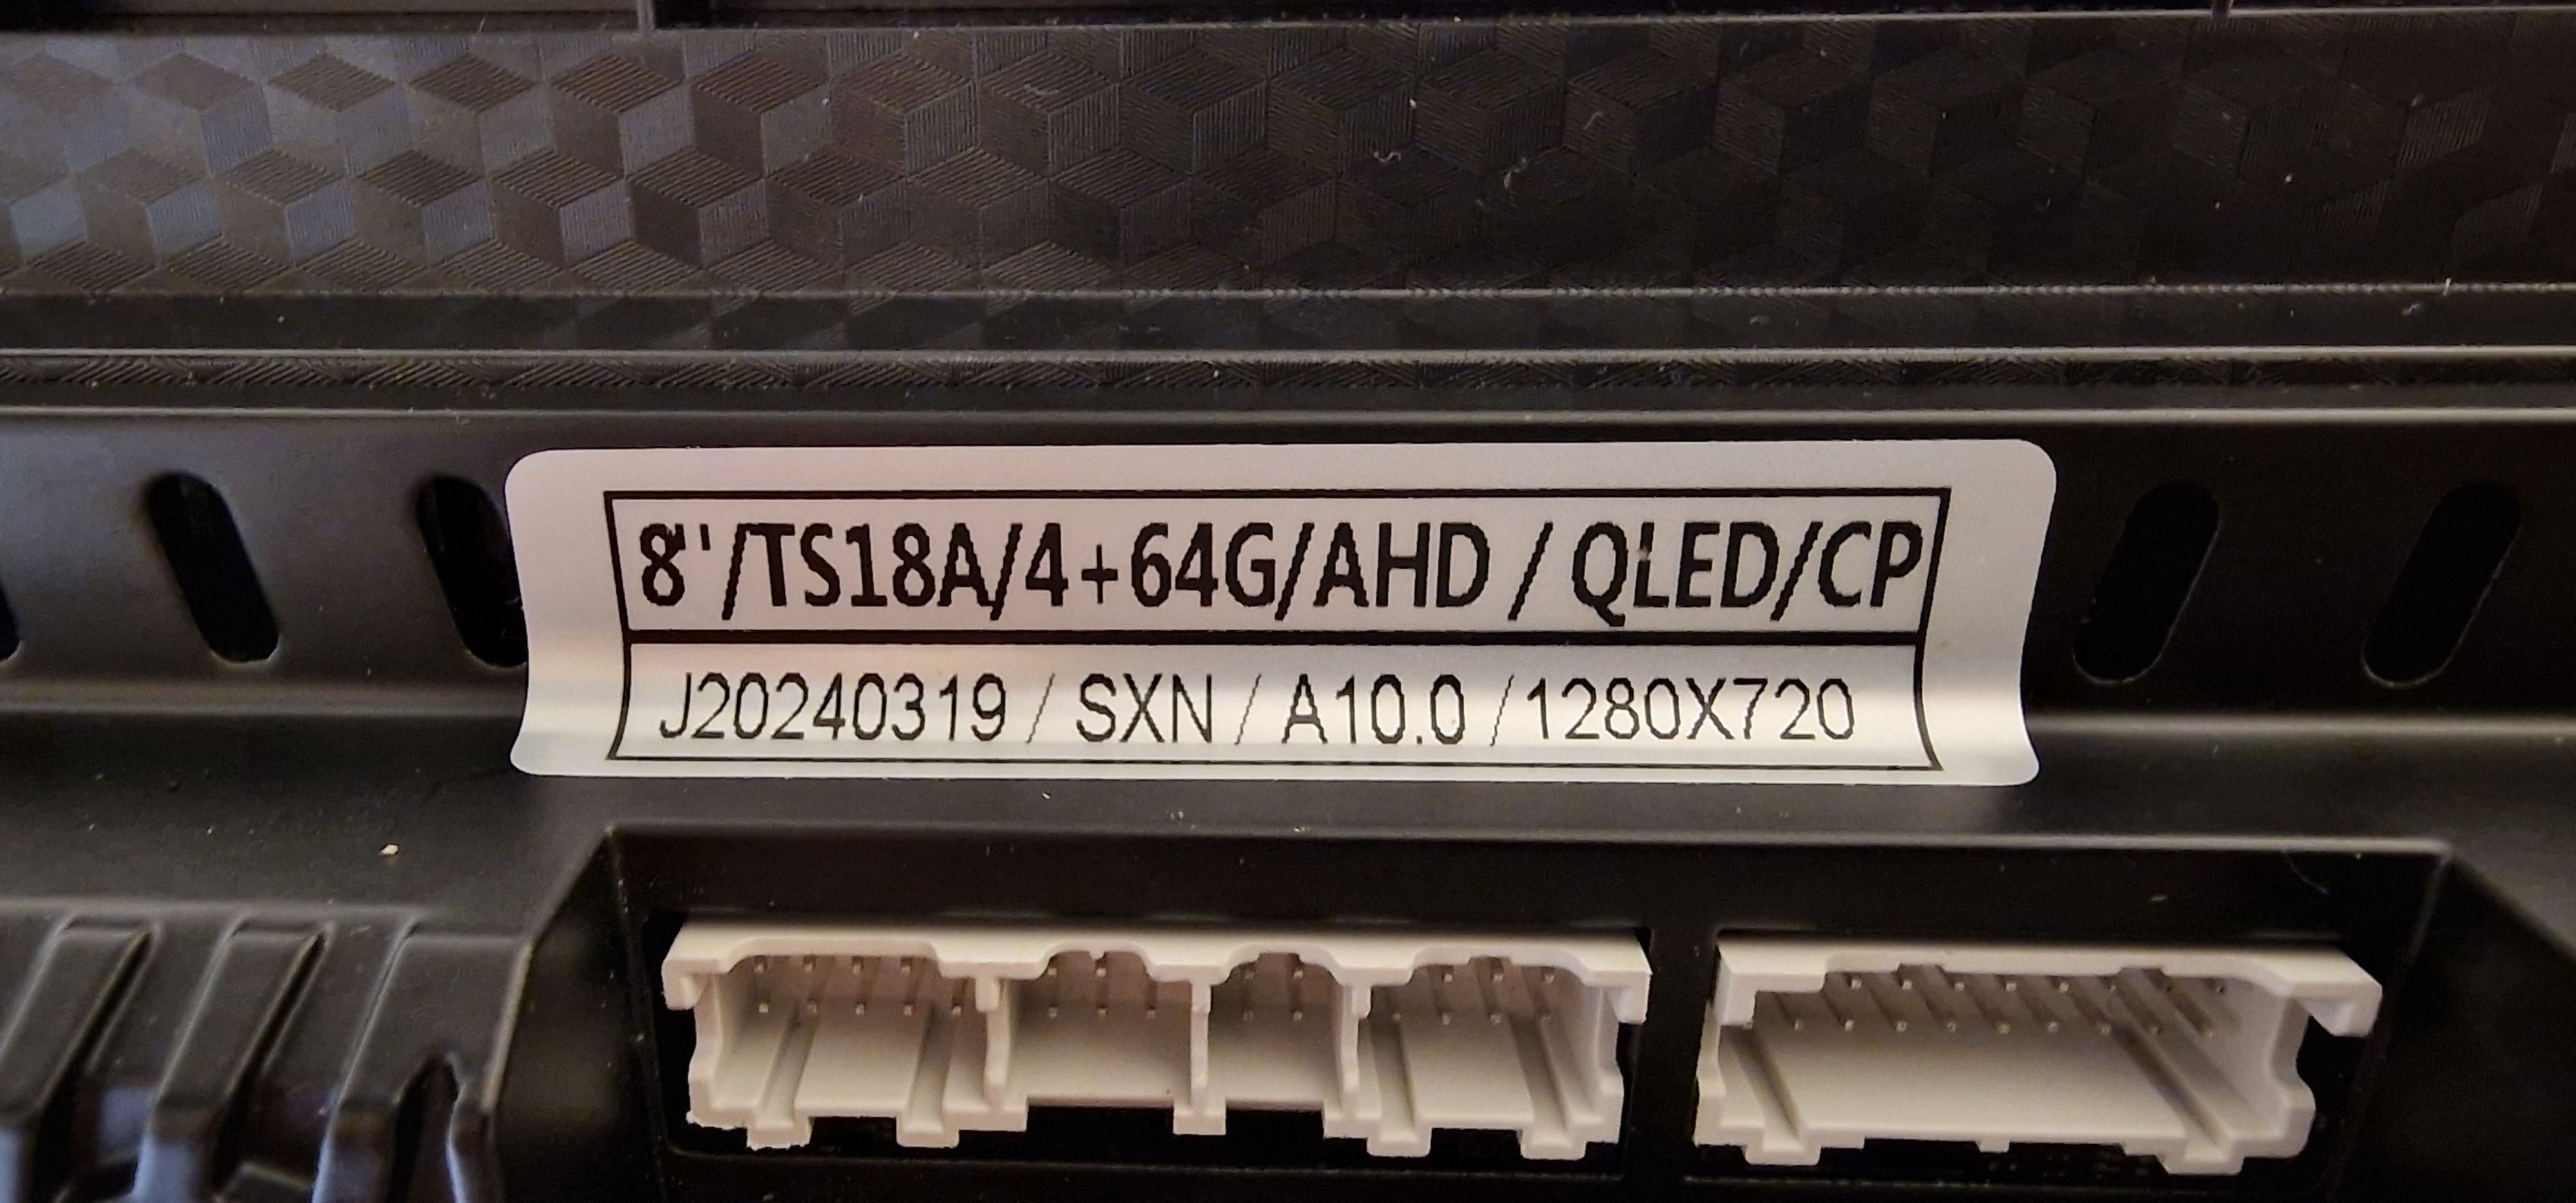 8''/TS18A/4+64G/AHD / QLED/CP
J20240319 / SXN / A10.0 /1280X720